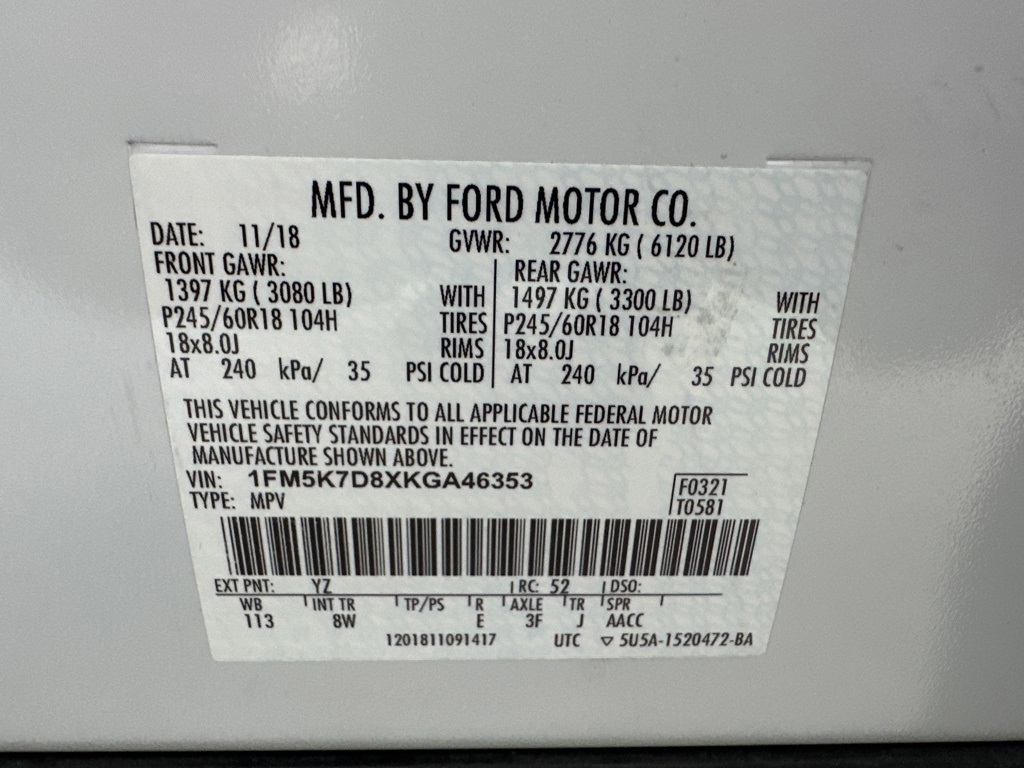 MFD. BY FORD MOTOR CO.
DATE: 11/18 GVWR: 2776 KG ( 6120 LB)
FRONT GAWR: REAR GAWR:
1397 KG ( 3080 LB) WITH 1497 KG ( 3300 LB) WITH
P245/60R18 104H TIRES P245/60R18 104H TIRES
18x8.0J RIMS 18x8.0J RIMS
AT 240 kPa/ 35 PSI COLD AT 240 kPa/ 35 PSI COLD
THIS VEHICLE CONFORMS TO ALL APPLICABLE FEDERAL MOTOR
VEHICLE SAFETY STANDARDS IN EFFECT ON THE DATE OF
MANUFACTURE SHOWN ABOVE.
VIN: 1FM5K7D8XKGA46353 F0321
TYPE: MPV T0581
EXT PNT: YZ RC: 52 DSO:
WB INT TR TP/PS R AXLE TR SPR
113 8W E 3F J AACC
1201811091417 UTC ▽ 5U5A-1520472-BA